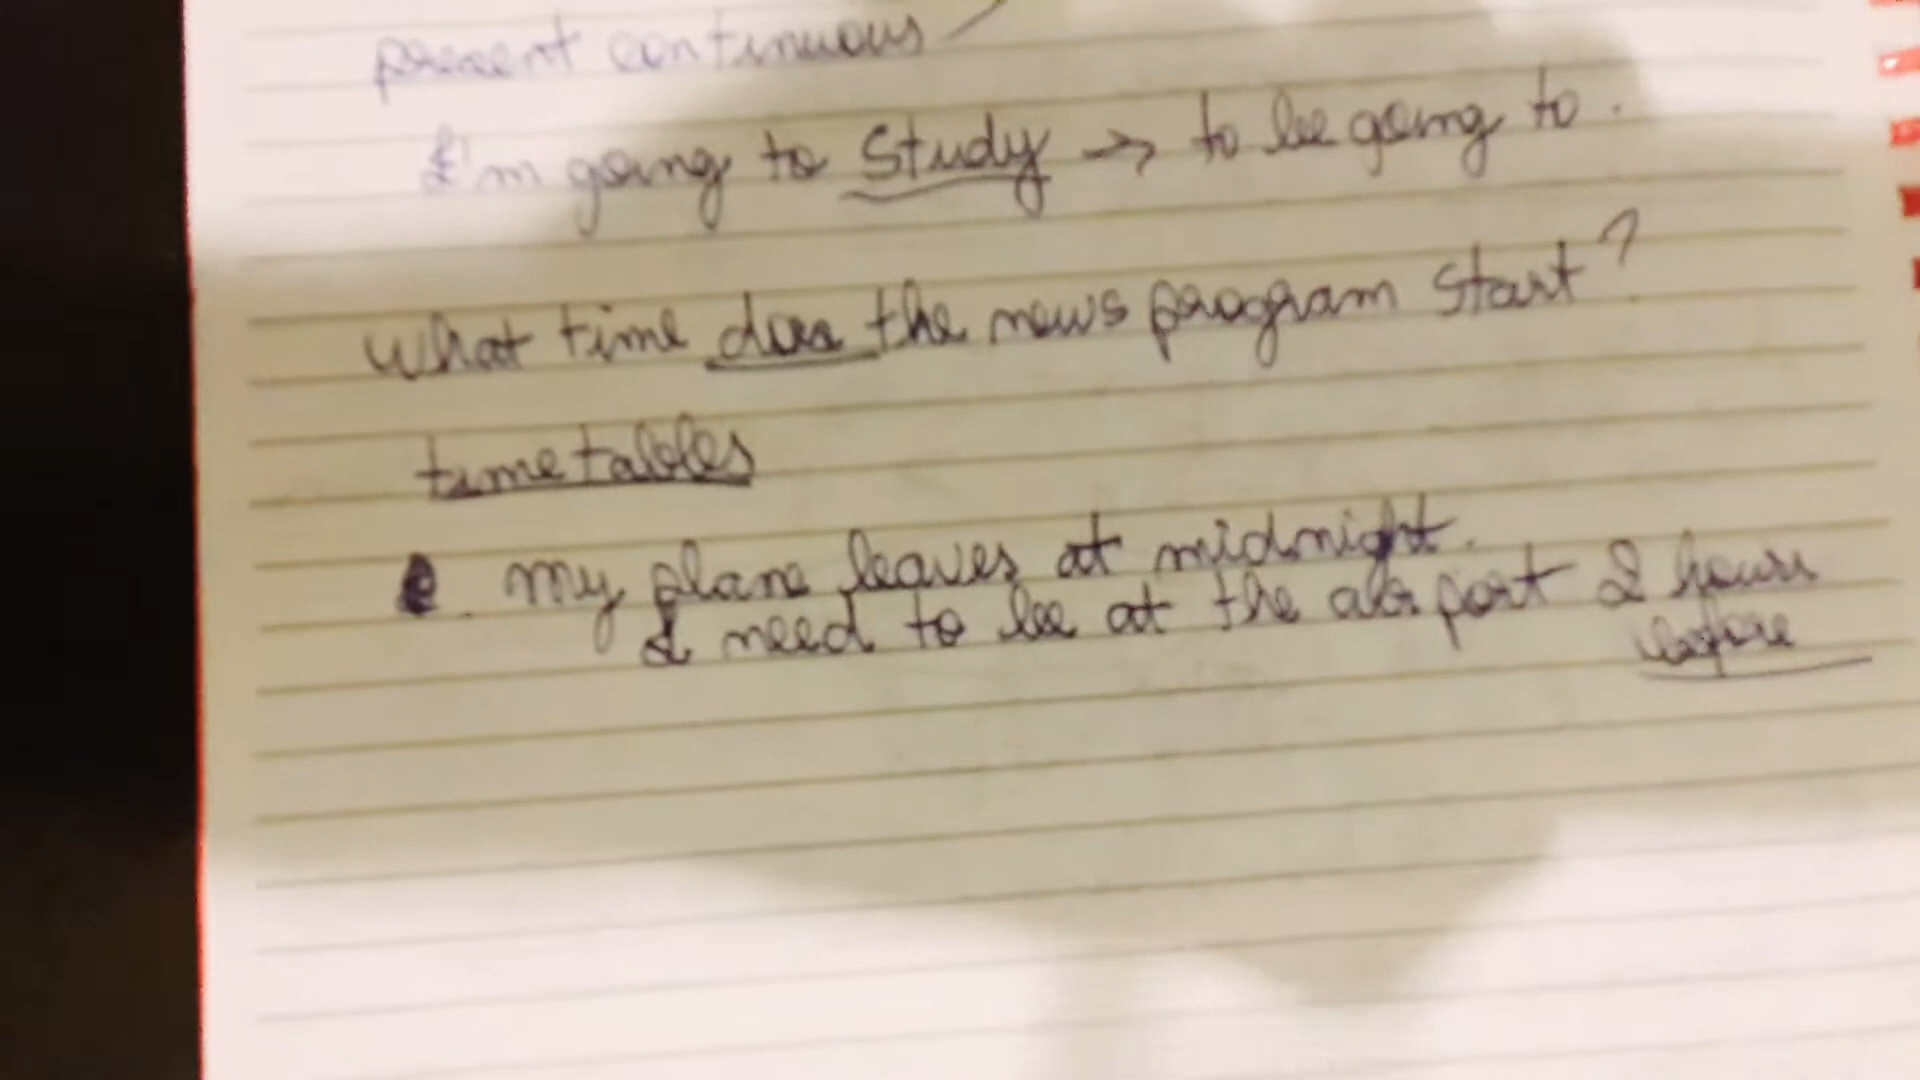 present continuous
I'm going to study → to be going to.
What time does the news program start?
timetables
my plane leaves at midnight.
I need to be at the airport 2 hours
before